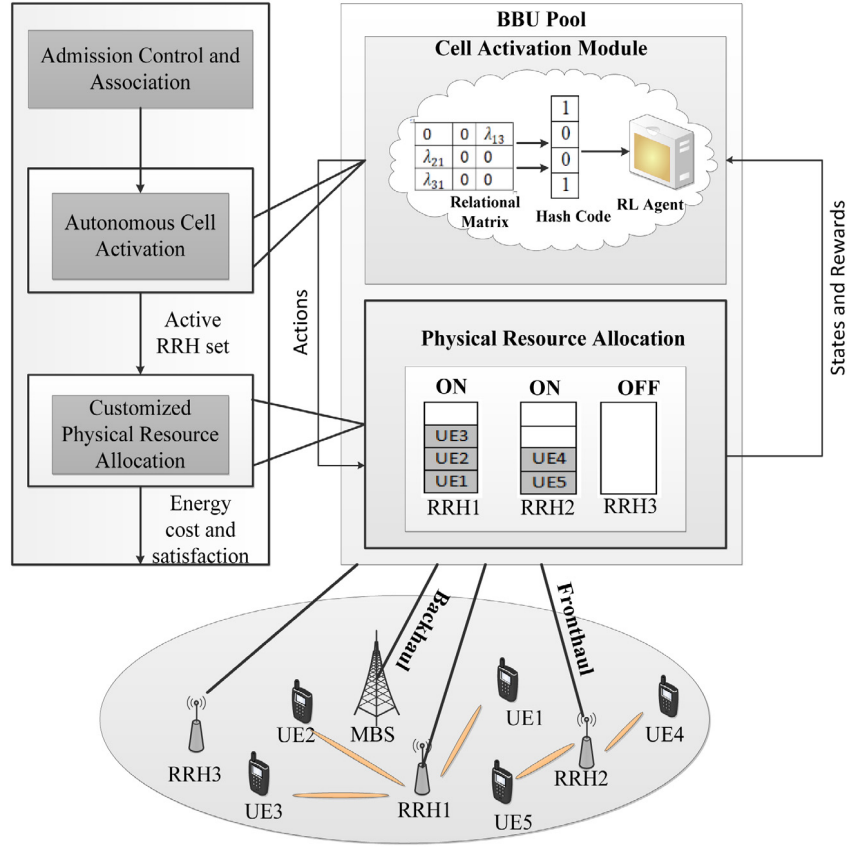 Admission Control and
Association
Autonomous Cell
Activation
Active
RRH set
Customized
Physical Resource
Allocation
Energy
cost and
satisfaction
BBU Pool
Cell Activation Module
0 0 λ13
λ21 0 0
λ31 0 0
Relational
Matrix
1
0
0
1
Hash Code
RL Agent
Actions
States and Rewards
Physical Resource Allocation
ON ON OFF
UE3
UE2 UE4
UE1 UE5
RRH1 RRH2 RRH3
Backhaul
Fronthaul
UE1
UE2
MBS
UE4
RRH3
RRH2
UE3
RRH1
UE5